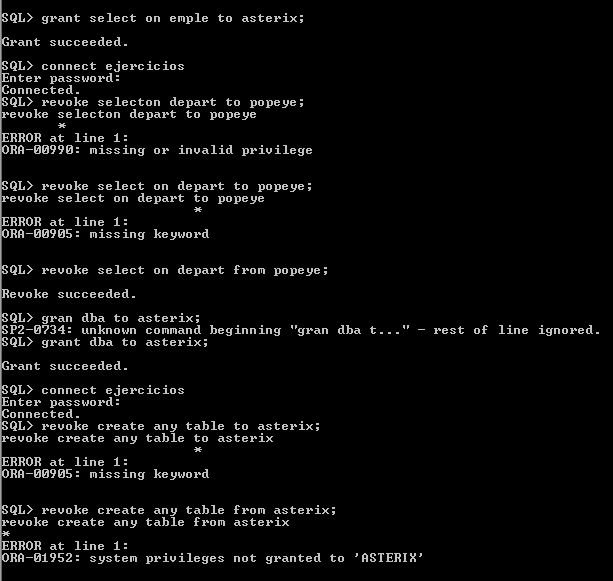 SQL> grant select on emple to asterix;
Grant succeeded.
SQL> connect ejercicios
Enter password:
Connected.
SQL> revoke selecton depart to popeye;
revoke selecton depart to popeye
*
ERROR at line 1:
ORA-00990: missing or invalid privilege
SQL> revoke select on depart to popeye;
revoke select on depart to popeye
*
ERROR at line 1:
ORA-00905: missing keyword
SQL> revoke select on depart from popeye;
Revoke succeeded.
SQL> gran dba to asterix;
SP2-0734: unknown command beginning "gran dba t..." - rest of line ignored.
SQL> grant dba to asterix;
Grant succeeded.
SQL> connect ejercicios
Enter password:
Connected.
SQL> revoke create any table to asterix;
revoke create any table to asterix
*
ERROR at line 1:
ORA-00905: missing keyword
SQL> revoke create any table from asterix;
revoke create any table from asterix
*
ERROR at line 1:
ORA-01952: system privileges not granted to 'ASTERIX'